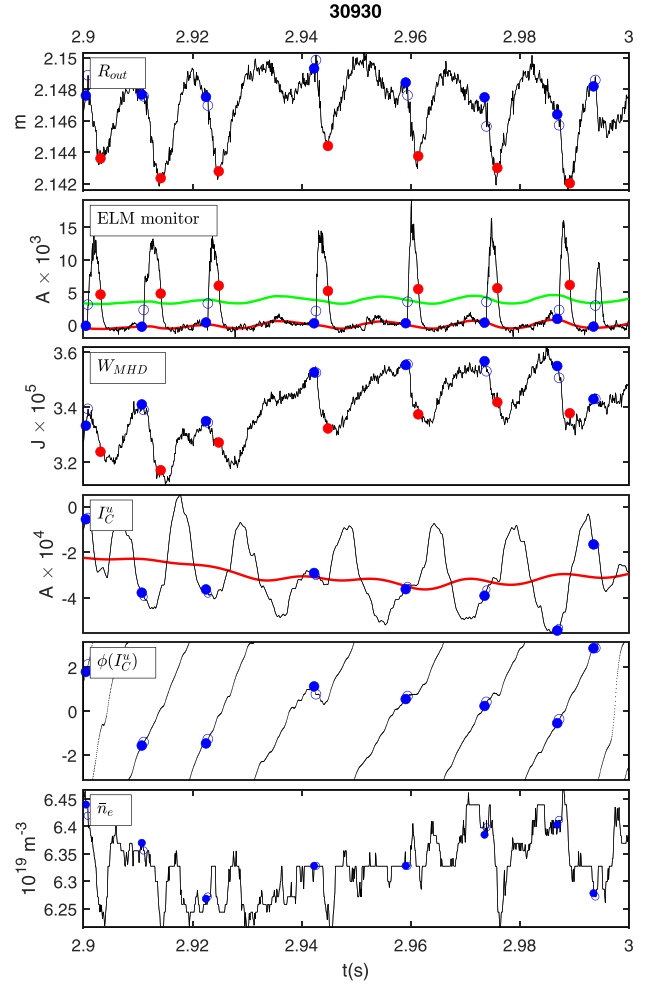 30930
2.9 2.92 2.94 2.96 2.98 3
2.15
2.148
2.146
2.144
2.142
m
R_out
15
10
5
0
A × 10^3
ELM monitor
3.6
3.4
3.2
J × 10^5
W_MHD
0
-2
-4
A × 10^4
I_C^u
2
0
-2
ϕ(I_C^u)
6.45
6.4
6.35
6.3
6.25
10^19 m^-3
n̄_e
2.9 2.92 2.94 2.96 2.98 3
t(s)